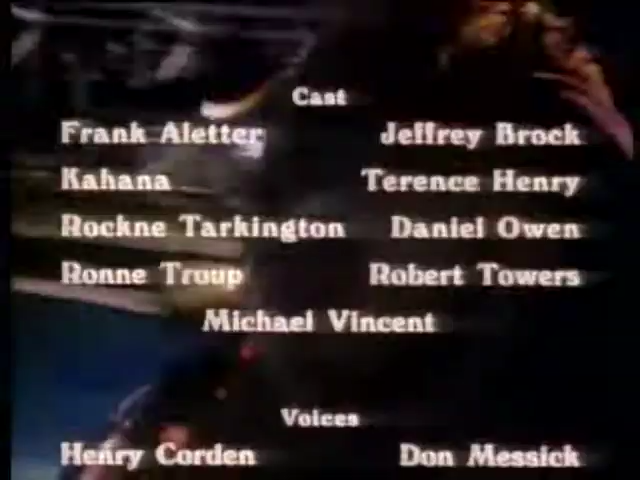 Cast
Frank Aletter Jeffrey Brock
Kahana Terence Henry
Rockne Tarkington Daniel Owen
Ronne Troup Robert Towers
Michael Vincent
Voices
Henry Corden Don Messick